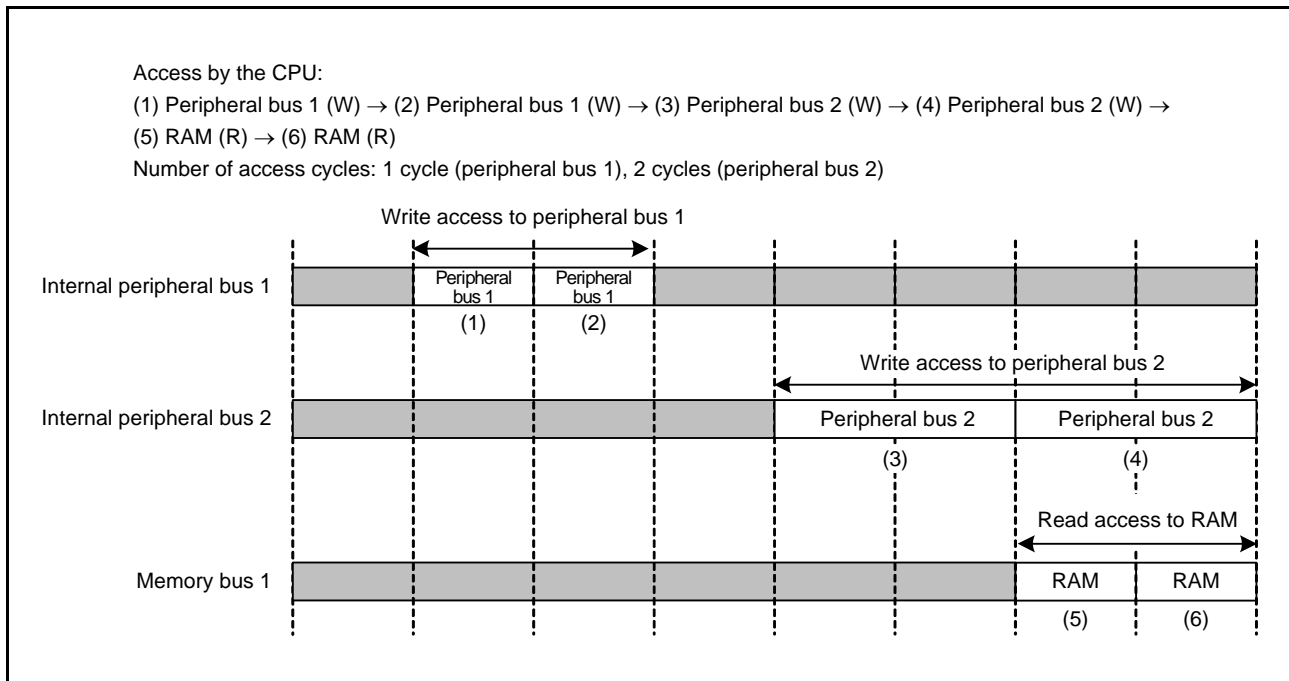 Access by the CPU:
(1) Peripheral bus 1 (W) → (2) Peripheral bus 1 (W) → (3) Peripheral bus 2 (W) → (4) Peripheral bus 2 (W) →
(5) RAM (R) → (6) RAM (R)
Number of access cycles: 1 cycle (peripheral bus 1), 2 cycles (peripheral bus 2)
Write access to peripheral bus 1
Internal peripheral bus 1
Peripheral
bus 1
Peripheral
bus 1
(1)
(2)
Write access to peripheral bus 2
Internal peripheral bus 2
Peripheral bus 2
Peripheral bus 2
(3)
(4)
Read access to RAM
Memory bus 1
RAM
RAM
(5)
(6)